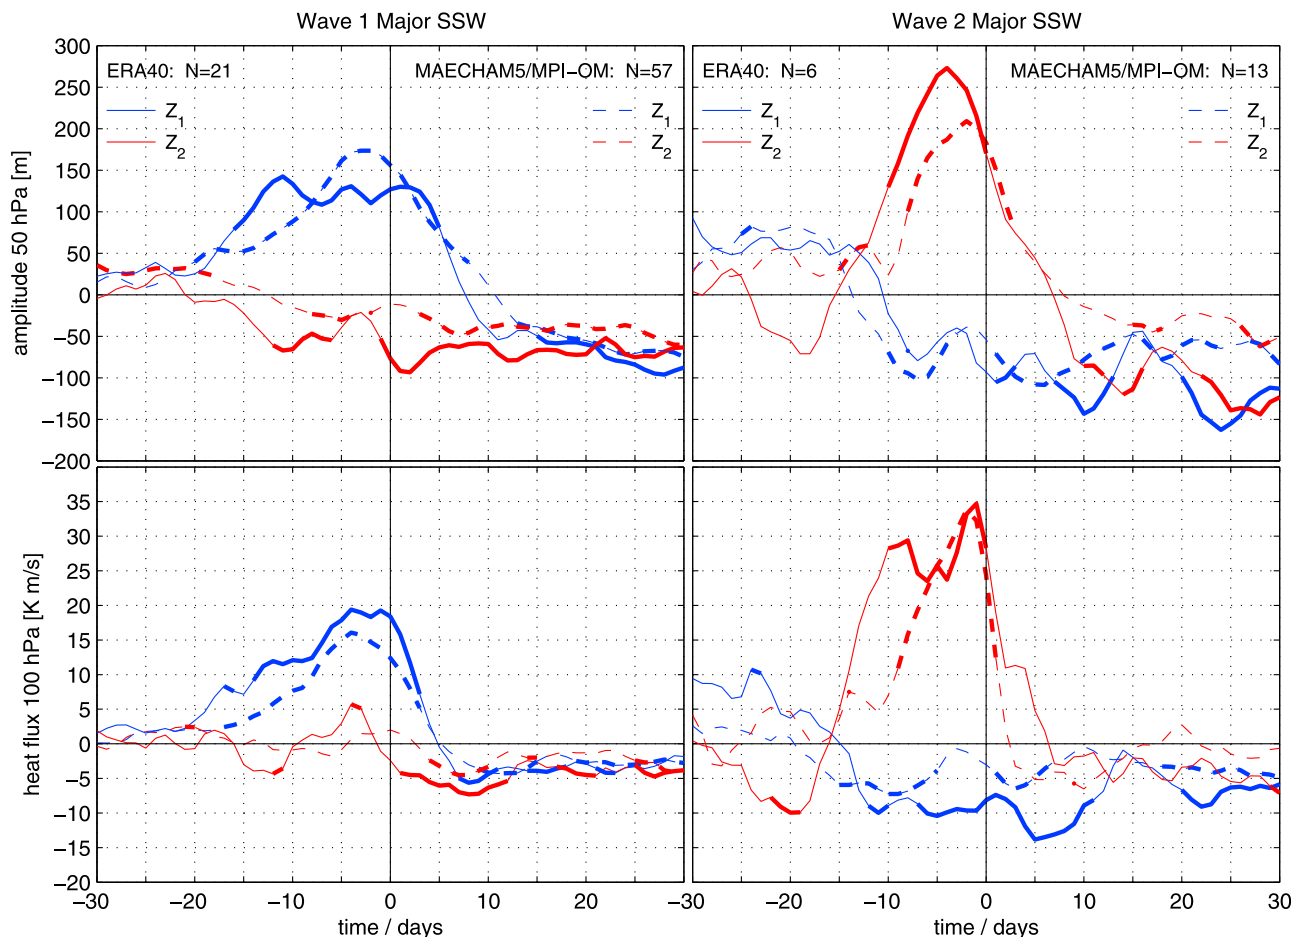 Wave 1 Major SSW
Wave 2 Major SSW
ERA40: N=21
MAECHAM5/MPI−OM: N=57
Z1
Z2
Z1
Z2
ERA40: N=6
MAECHAM5/MPI−OM: N=13
Z1
Z2
Z1
Z2
amplitude 50 hPa [m]
300
250
200
150
100
50
0
−50
−100
−150
−200
heat flux 100 hPa [K m/s]
35
30
25
20
15
10
5
0
−5
−10
−15
−20
−30 −20 −10 0 10 20 −30 −20 −10 0 10 20 30
time / days
time / days